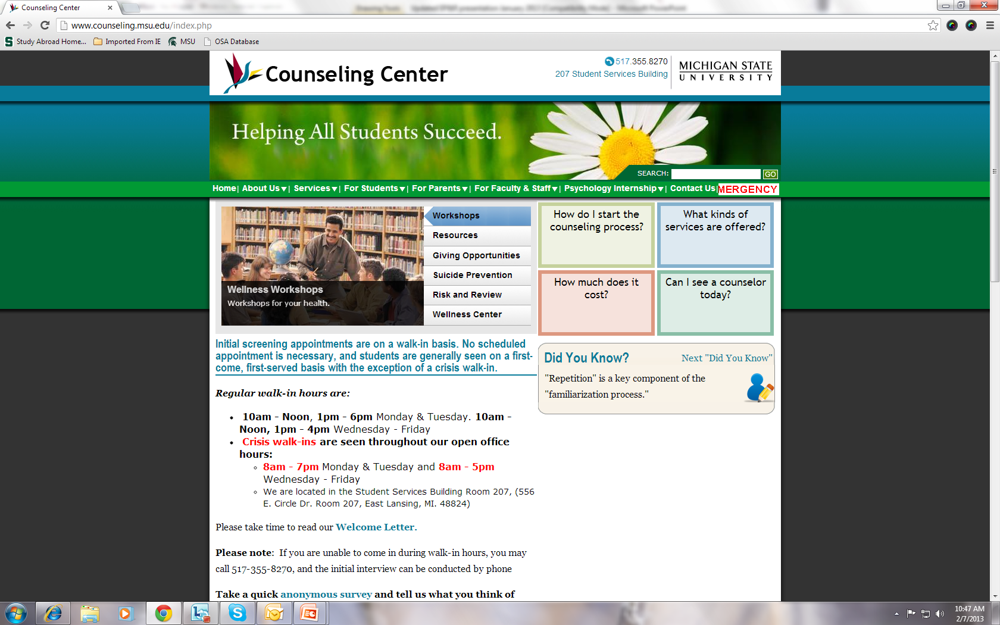 Counseling Center
www.counseling.msu.edu/index.php
Study Abroad Home... Imported From IE MSU OSA Database
Counseling Center
517.355.8270
207 Student Services Building
MICHIGAN STATE
UNIVERSITY
Helping All Students Succeed.
SEARCH: GO
Home| About Us | Services | For Students | For Parents | For Faculty & Staff | Psychology Internship | Contact Us MERGENCY
Workshops
Resources
Giving Opportunities
Suicide Prevention
Risk and Review
Wellness Center
Wellness Workshops
Workshops for your health.
How do I start the
counseling process?
What kinds of
services are offered?
How much does it
cost?
Can I see a counselor
today?
Initial screening appointments are on a walk-in basis. No scheduled
appointment is necessary, and students are generally seen on a first-
come, first-served basis with the exception of a crisis walk-in.
Did You Know? Next "Did You Know"
"Repetition" is a key component of the
"familiarization process."
Regular walk-in hours are:
10am - Noon, 1pm - 6pm Monday & Tuesday. 10am -
Noon, 1pm - 4pm Wednesday - Friday
Crisis walk-ins are seen throughout our open office
hours:
8am - 7pm Monday & Tuesday and 8am - 5pm
Wednesday - Friday
We are located in the Student Services Building Room 207, (556
E. Circle Dr. Room 207, East Lansing, MI. 48824)
Please take time to read our Welcome Letter.
Please note:  If you are unable to come in during walk-in hours, you may
call 517-355-8270, and the initial interview can be conducted by phone
Take a quick anonymous survey and tell us what you think of
10:47 AM
2/7/2013